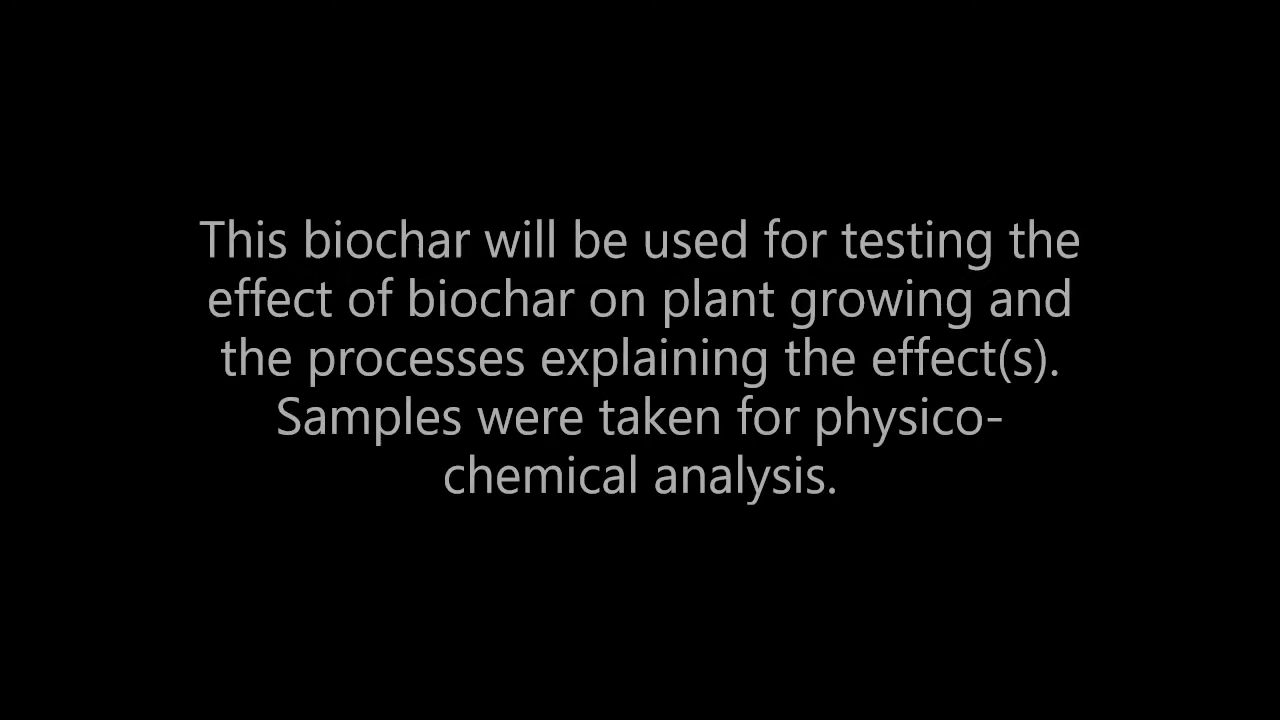 This biochar will be used for testing the
effect of biochar on plant growing and
the processes explaining the effect(s).
Samples were taken for physico-
chemical analysis.